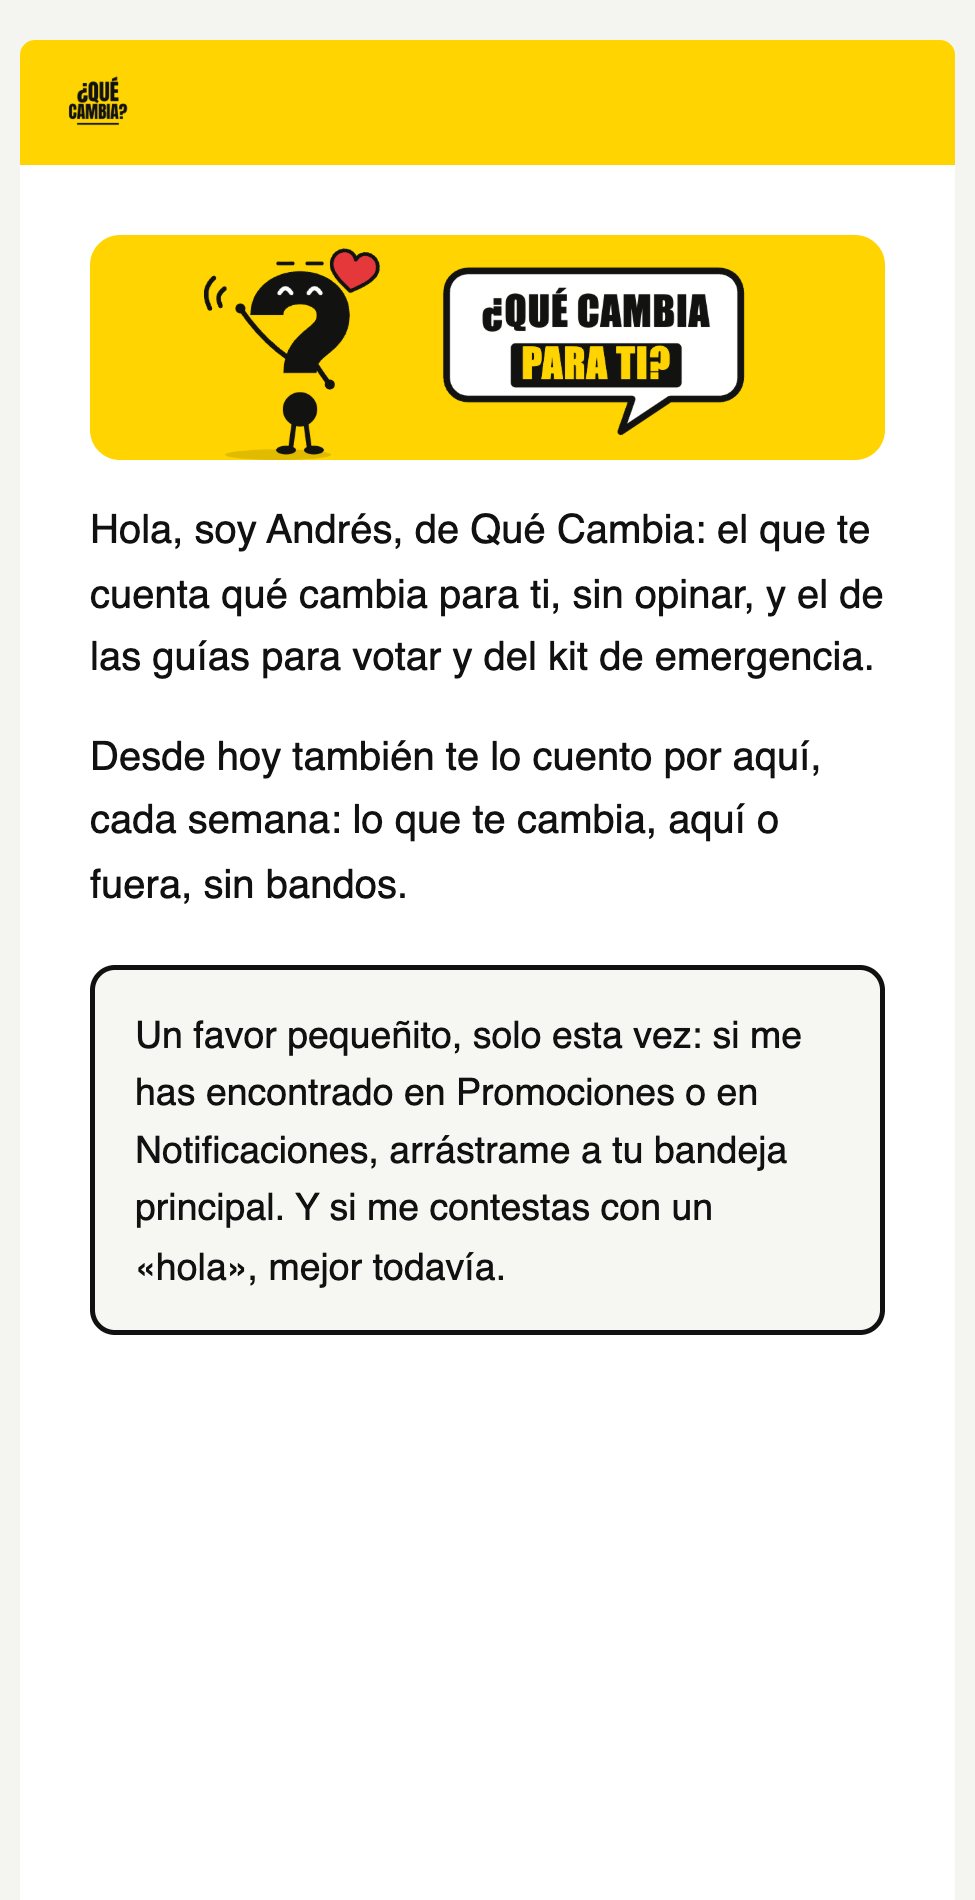 ¿QUÉ
CAMBIA?
¿QUÉ CAMBIA
PARA TI?
Hola, soy Andrés, de Qué Cambia: el que te
cuenta qué cambia para ti, sin opinar, y el de
las guías para votar y del kit de emergencia.
Desde hoy también te lo cuento por aquí,
cada semana: lo que te cambia, aquí o
fuera, sin bandos.
Un favor pequeñito, solo esta vez: si me
has encontrado en Promociones o en
Notificaciones, arrástrame a tu bandeja
principal. Y si me contestas con un
«hola», mejor todavía.